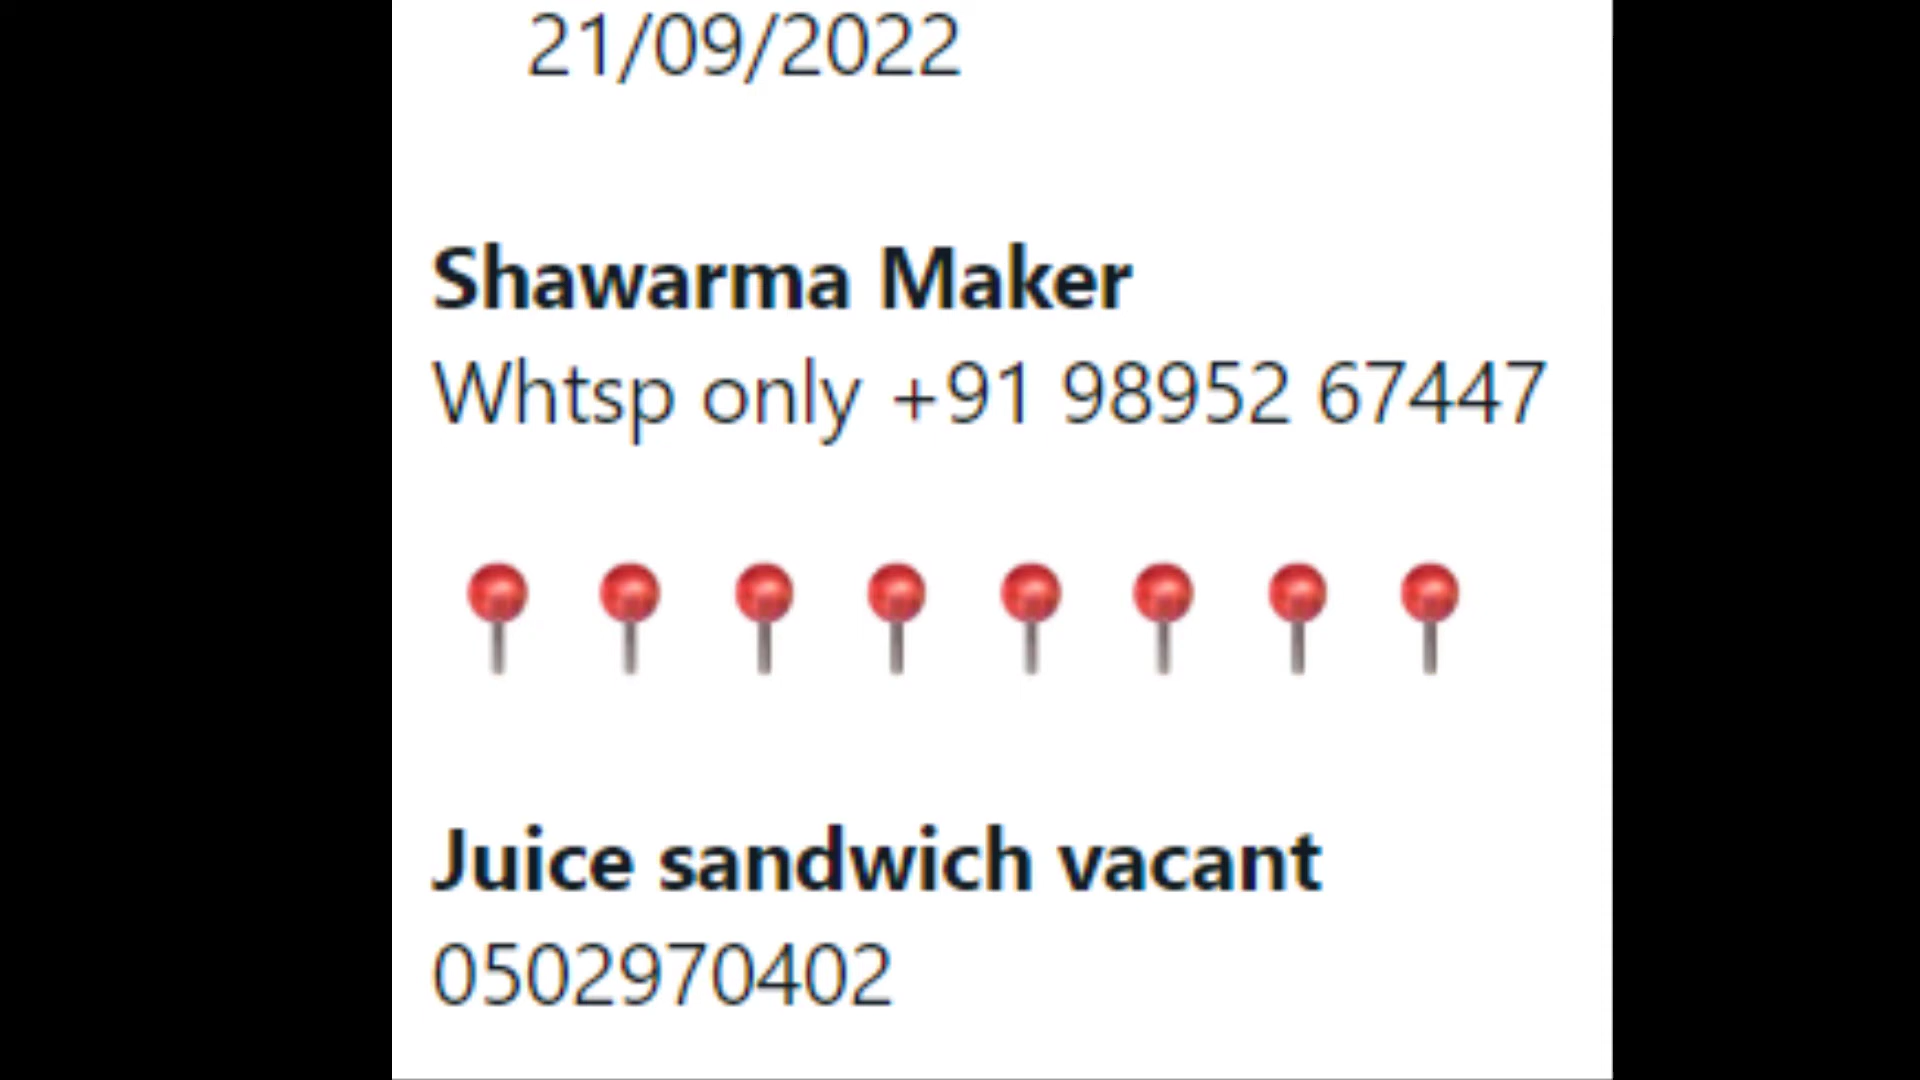 21/09/2022
Shawarma Maker
Whtsp only +91 98952 67447
📍 📍 📍 📍 📍 📍 📍 📍
Juice sandwich vacant
0502970402